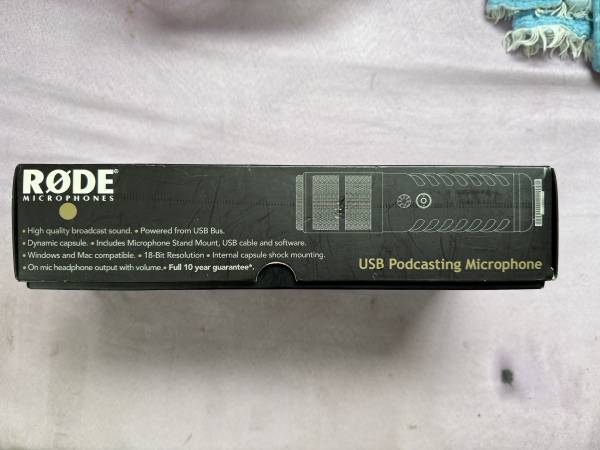 RØDE®
MICROPHONES
• High quality broadcast sound. • Powered from USB Bus.
• Dynamic capsule. • Includes Microphone Stand Mount, USB cable and software.
• Windows and Mac compatible. • 18-Bit Resolution • Internal capsule shock mounting.
• On mic headphone output with volume.• Full 10 year guarantee*.
USB Podcasting Microphone